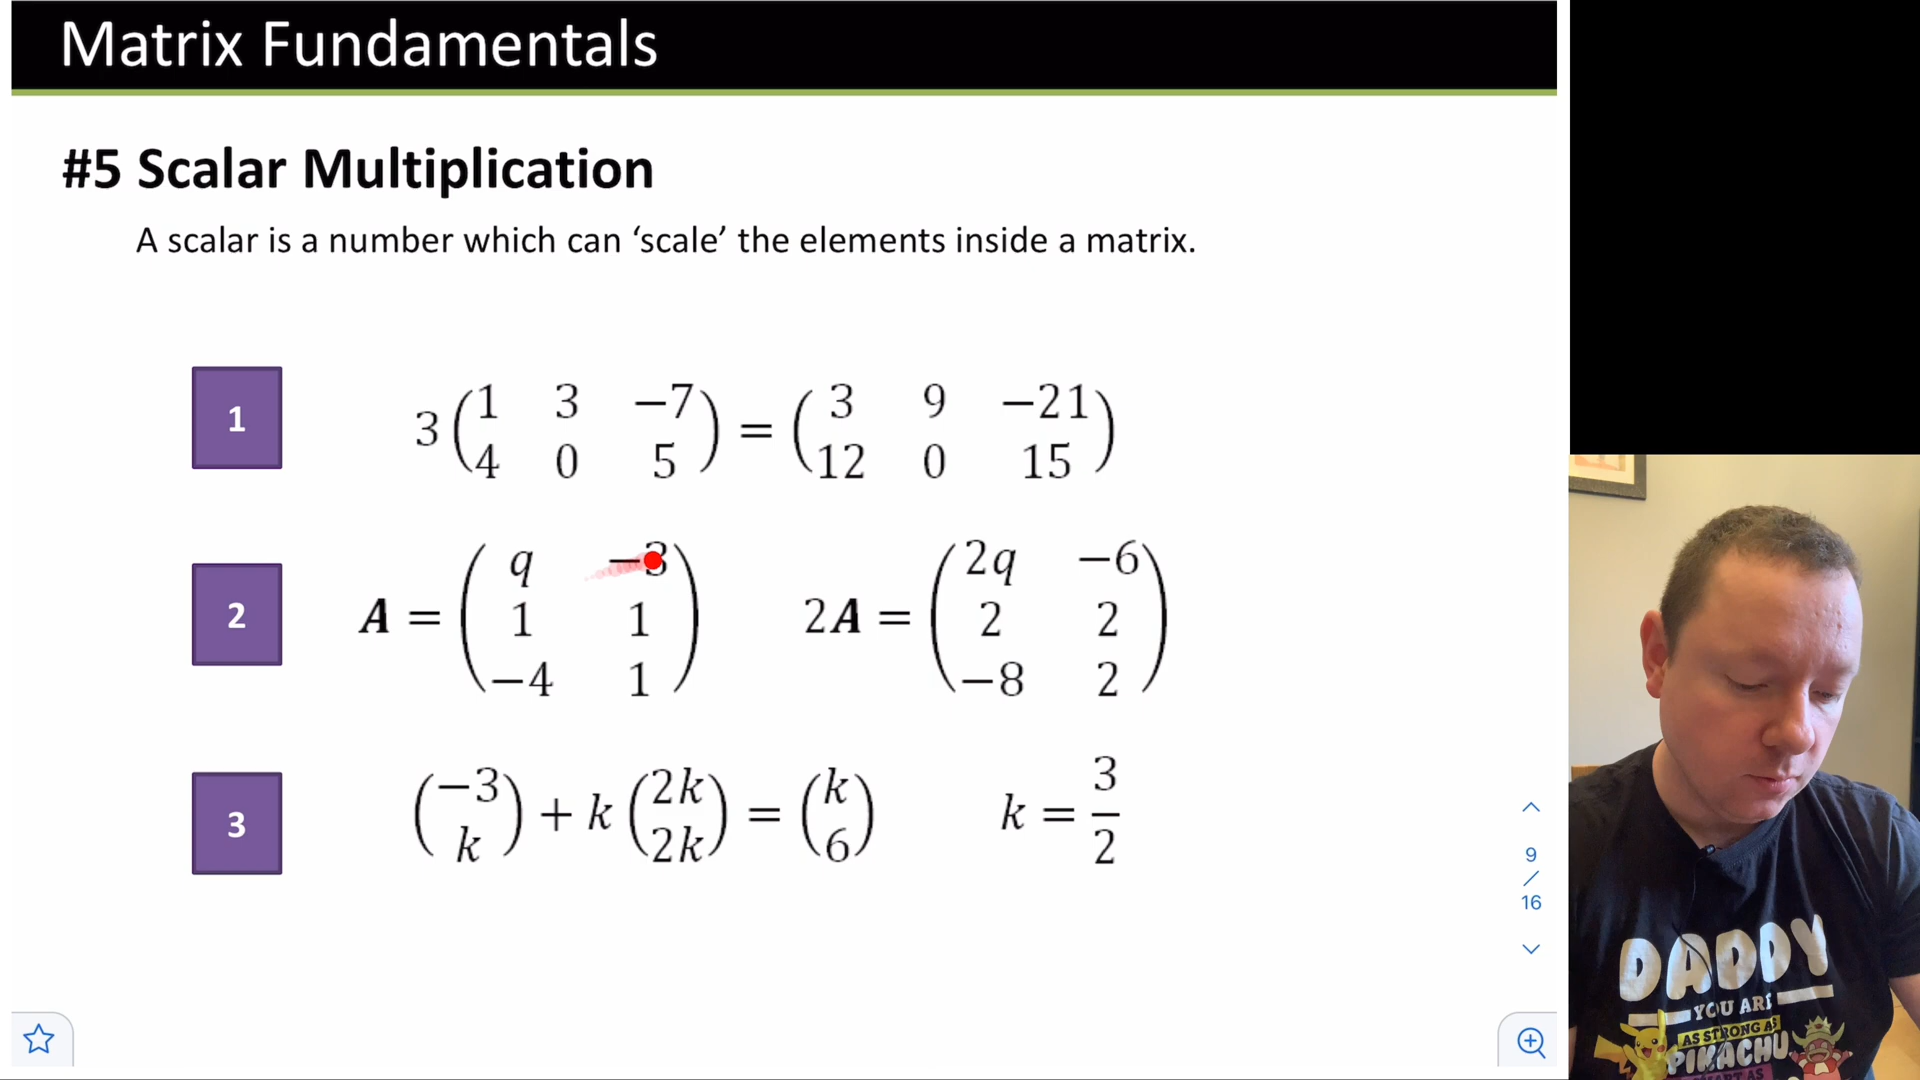 Matrix Fundamentals
#5 Scalar Multiplication
A scalar is a number which can ‘scale’ the elements inside a matrix.
1
3 ( 1 3 −7 ) = ( 3 9 −21 )
4 0 5 12 0 15
2
A = ( q −3 ) 2A = ( 2q −6 )
1 1 2 2
−4 1 −8 2
3
( −3 ) + k ( 2k ) = ( k ) k = 3/2
k 2k 6
9
/
16
DADDY
YOU ARE
AS STRONG AS
PIKACHU